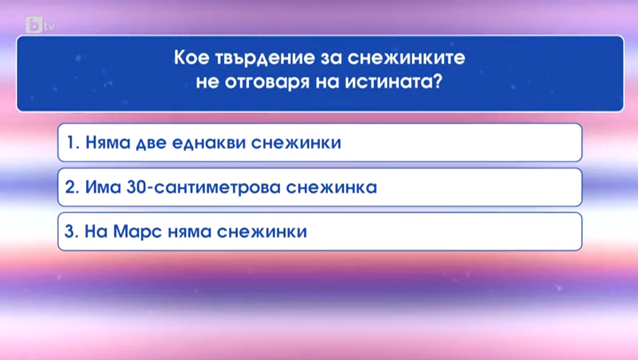 btv
Кое твърдение за снежинките
не отговаря на истината?
1. Няма две еднакви снежинки
2. Има 30-сантиметрова снежинка
3. На Марс няма снежинки